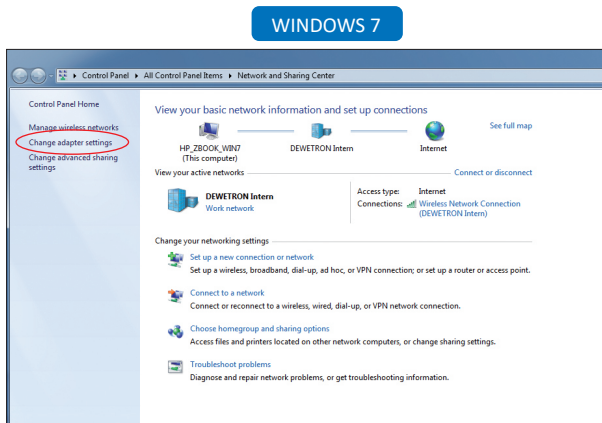 WINDOWS 7
Control Panel ▸ All Control Panel Items ▸ Network and Sharing Center
Control Panel Home
Manage wireless networks
Change adapter settings
Change advanced sharing
settings
View your basic network information and set up connections
See full map
HP_ZBOOK_WIN7
(This computer)
DEWETRON Intern
Internet
View your active networks
Connect or disconnect
DEWETRON Intern
Work network
Access type: Internet
Connections: Wireless Network Connection
(DEWETRON Intern)
Change your networking settings
Set up a new connection or network
Set up a wireless, broadband, dial-up, ad hoc, or VPN connection; or set up a router or access point.
Connect to a network
Connect or reconnect to a wireless, wired, dial-up, or VPN network connection.
Choose homegroup and sharing options
Access files and printers located on other network computers, or change sharing settings.
Troubleshoot problems
Diagnose and repair network problems, or get troubleshooting information.